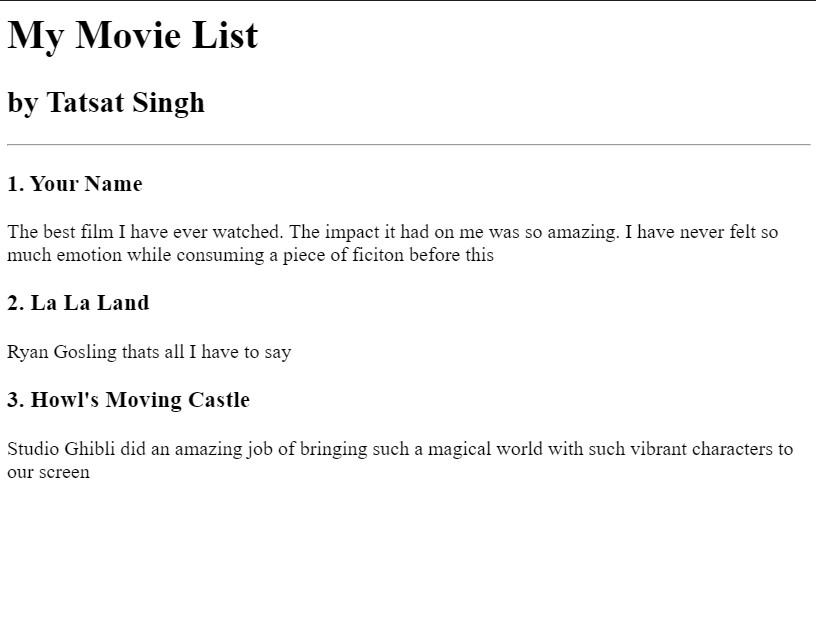 My Movie List
by Tatsat Singh
1. Your Name
The best film I have ever watched. The impact it had on me was so amazing. I have never felt so
much emotion while consuming a piece of ficiton before this
2. La La Land
Ryan Gosling thats all I have to say
3. Howl's Moving Castle
Studio Ghibli did an amazing job of bringing such a magical world with such vibrant characters to
our screen